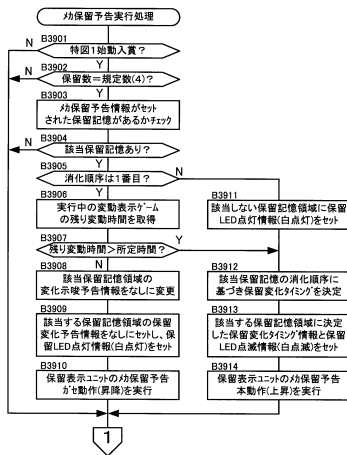 メカ保留予告実行処理
B3901
N
特図1始動入賞？
Y
B3902
N
保留数＝規定数(4)？
Y
B3903
メカ保留予告情報がセット
された保留記憶があるかチェック
B3904
N
該当保留記憶あり？
Y
B3905
消化順序は1番目？
N
Y
B3906
実行中の変動表示ゲーム
の残り変動時間を取得
B3911
該当しない保留記憶領域に保留
LED点灯情報(白点灯)をセット
B3907
残り変動時間＞所定時間？
Y
N
B3908
該当保留記憶領域の
変化示唆予告情報をなしに変更
B3912
該当保留記憶の消化順序に
基づき保留変化タイミングを決定
B3909
該当する保留記憶領域の保留
変化予告情報をなしにセットし、保
留LED点灯情報(白点灯)をセット
B3913
該当する保留記憶領域に決定
した保留変化タイミング情報と保留
LED点滅情報(白点滅)をセット
B3910
保留表示ユニットのメカ保留予告
ガセ動作(昇降)を実行
B3914
保留表示ユニットのメカ保留予告
本動作(上昇)を実行
1